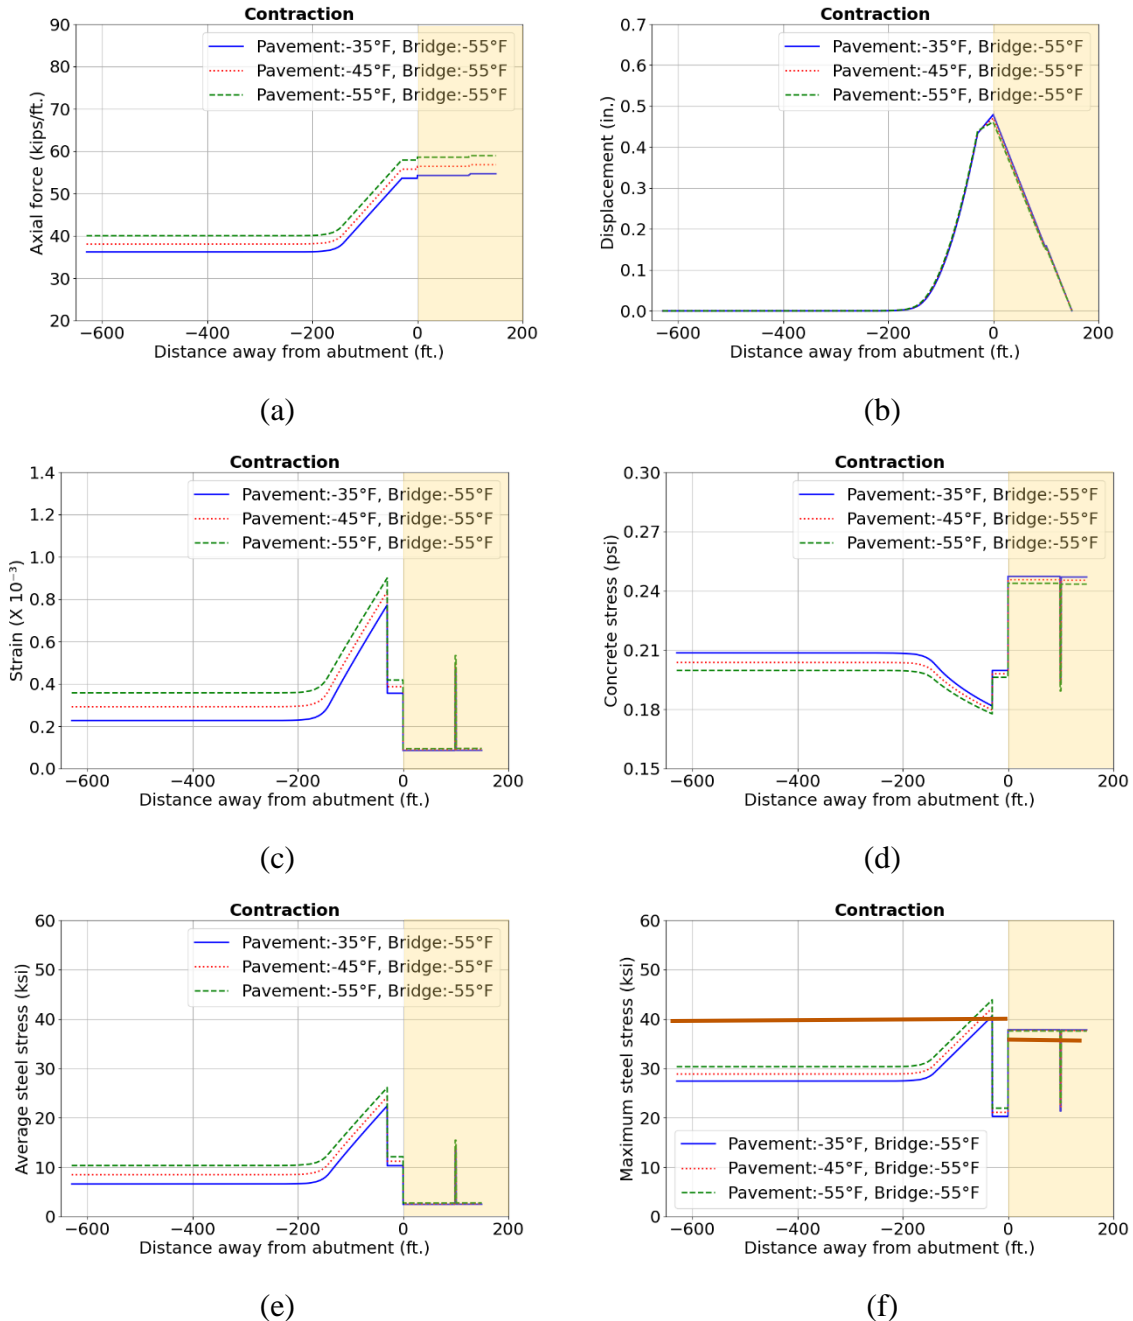 Contraction
Axial force (kips/ft.)
90
80
70
60
50
40
30
20
Pavement:-35°F, Bridge:-55°F
Pavement:-45°F, Bridge:-55°F
Pavement:-55°F, Bridge:-55°F
−600 −400 −200 0 200
Distance away from abutment (ft.)
(a)
Contraction
Displacement (in.)
0.7
0.6
0.5
0.4
0.3
0.2
0.1
0.0
Pavement:-35°F, Bridge:-55°F
Pavement:-45°F, Bridge:-55°F
Pavement:-55°F, Bridge:-55°F
−600 −400 −200 0 200
Distance away from abutment (ft.)
(b)
Contraction
Strain (X 10⁻³)
1.4
1.2
1.0
0.8
0.6
0.4
0.2
0.0
Pavement:-35°F, Bridge:-55°F
Pavement:-45°F, Bridge:-55°F
Pavement:-55°F, Bridge:-55°F
−600 −400 −200 0 200
Distance away from abutment (ft.)
(c)
Contraction
Concrete stress (psi)
0.30
0.27
0.24
0.21
0.18
0.15
Pavement:-35°F, Bridge:-55°F
Pavement:-45°F, Bridge:-55°F
Pavement:-55°F, Bridge:-55°F
−600 −400 −200 0 200
Distance away from abutment (ft.)
(d)
Contraction
Average steel stress (ksi)
60
50
40
30
20
10
0
Pavement:-35°F, Bridge:-55°F
Pavement:-45°F, Bridge:-55°F
Pavement:-55°F, Bridge:-55°F
−600 −400 −200 0 200
Distance away from abutment (ft.)
(e)
Contraction
Maximum steel stress (ksi)
60
50
40
30
20
10
0
Pavement:-35°F, Bridge:-55°F
Pavement:-45°F, Bridge:-55°F
Pavement:-55°F, Bridge:-55°F
−600 −400 −200 0 200
Distance away from abutment (ft.)
(f)